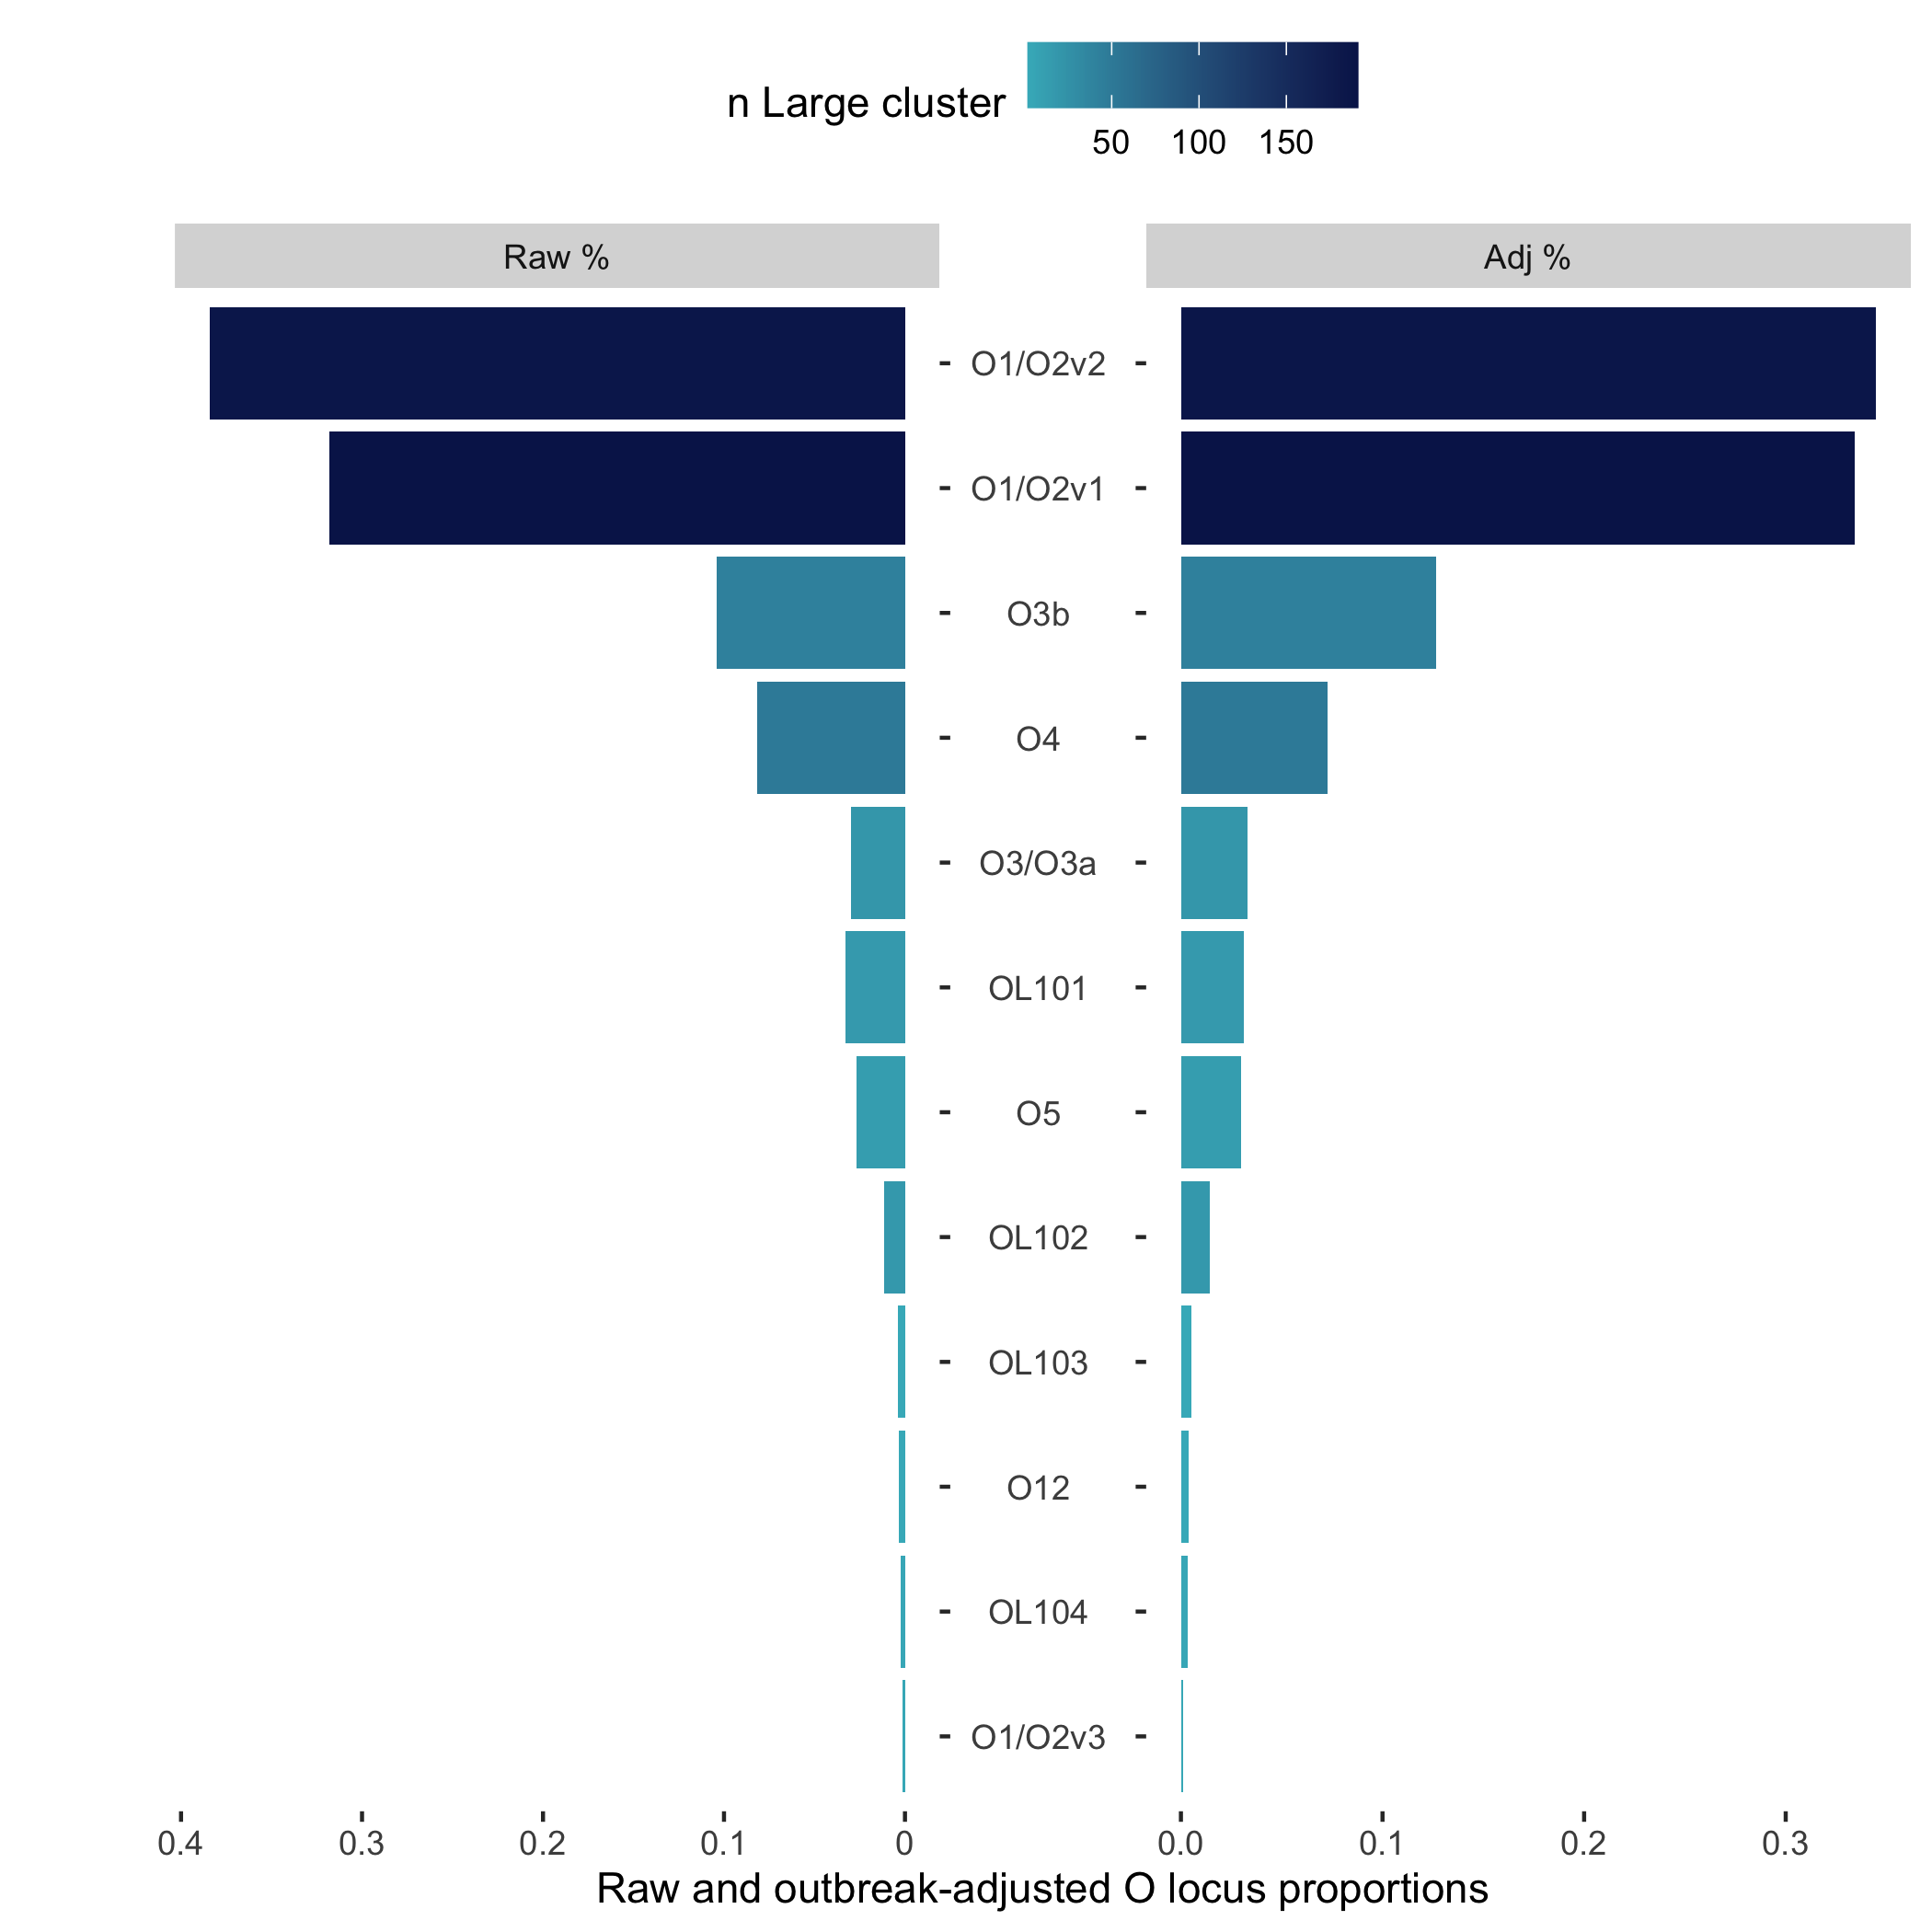 n Large cluster
50 100 150
Raw % Adj %
O1/O2v2
O1/O2v1
O3b
O4
O3/O3a
OL101
O5
OL102
OL103
O12
OL104
O1/O2v3
0.4 0.3 0.2 0.1 0 0.0 0.1 0.2 0.3
Raw and outbreak-adjusted O locus proportions